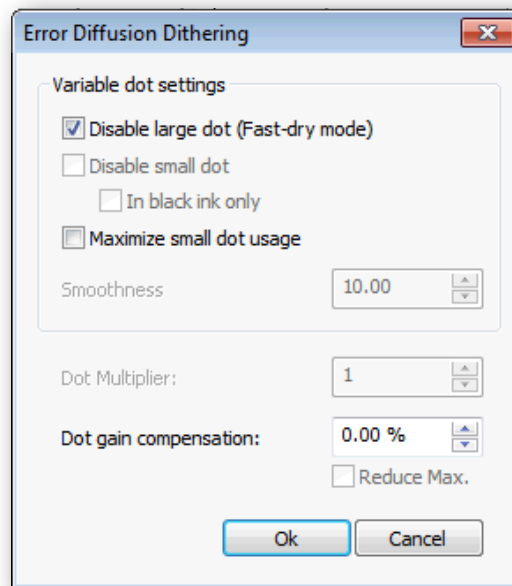 Error Diffusion Dithering
Variable dot settings
Disable large dot (Fast-dry mode)
Disable small dot
In black ink only
Maximize small dot usage
Smoothness 10.00
Dot Multiplier: 1
Dot gain compensation: 0.00 %
Reduce Max.
Ok Cancel